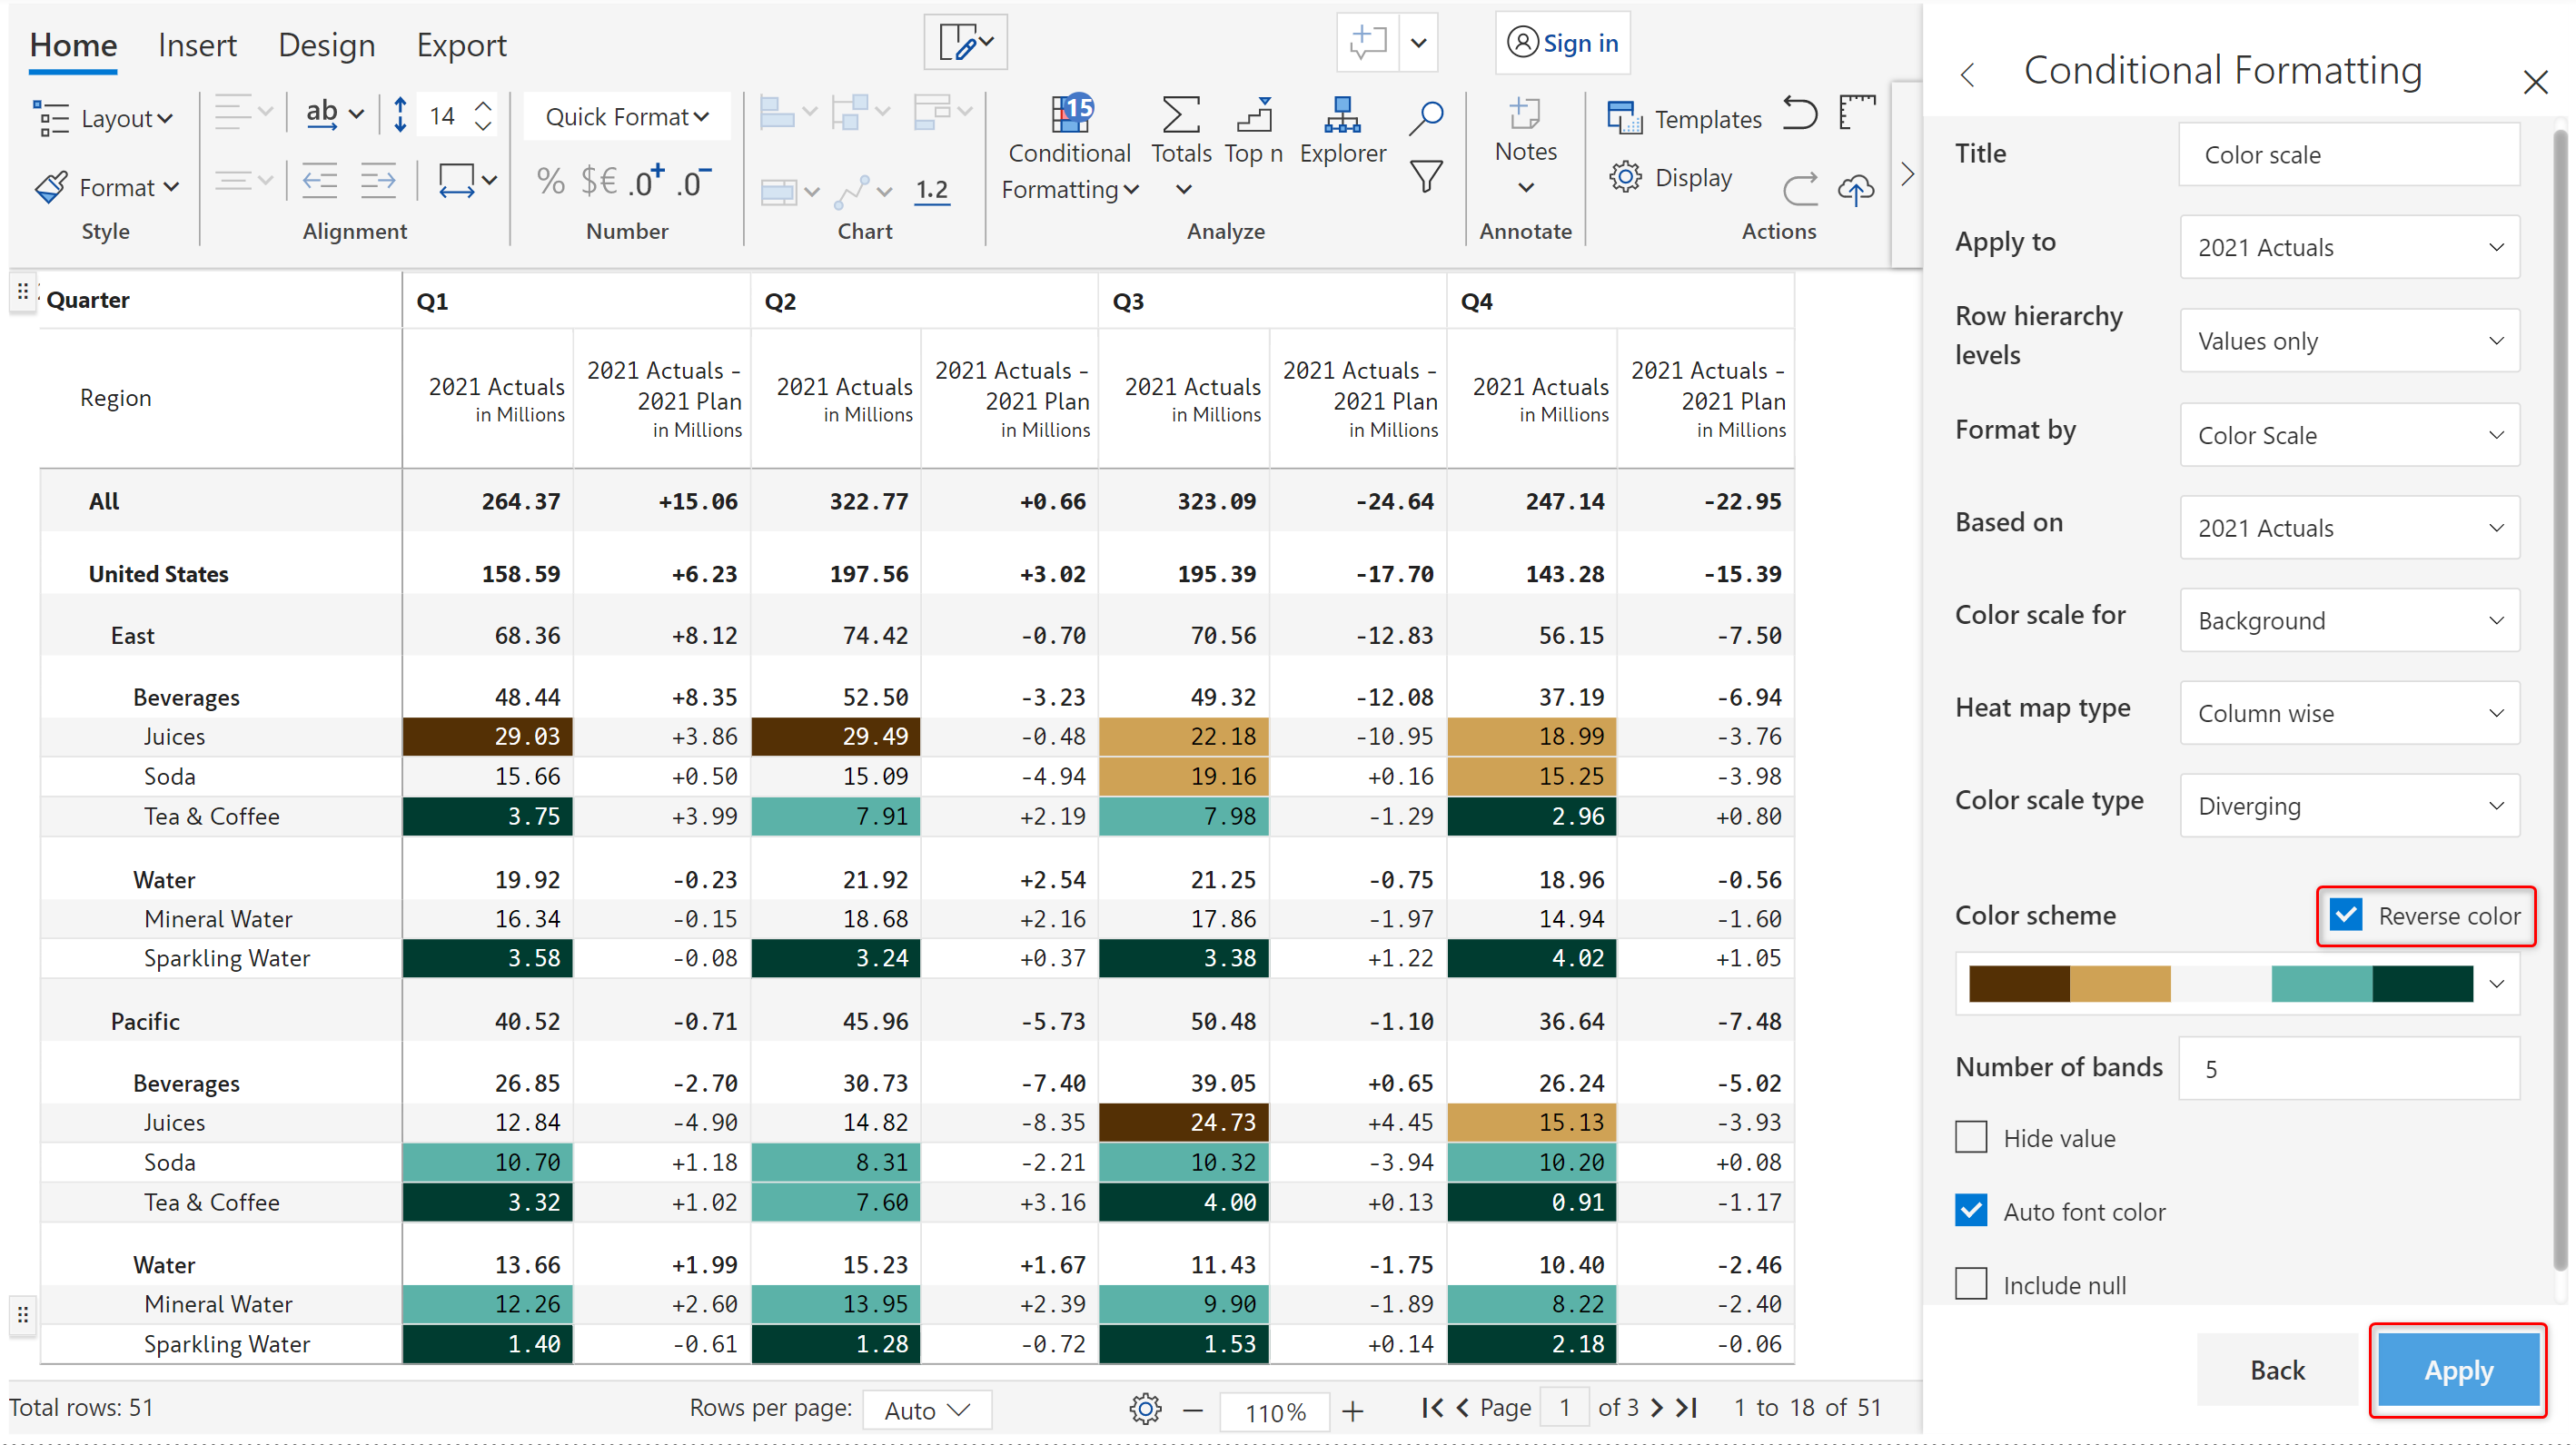 Home Insert Design Export Sign in
Layout ab 14 Quick Format 15 Templates
Conditional Formatting Totals Top n Explorer Notes
Format % $€ .0+ .0- 1.2 Display
Style Alignment Number Chart Analyze Annotate Actions
Quarter Q1 Q2 Q3 Q4
Region 2021 Actuals in Millions 2021 Actuals - 2021 Plan in Millions 2021 Actuals in Millions 2021 Actuals - 2021 Plan in Millions 2021 Actuals in Millions 2021 Actuals - 2021 Plan in Millions 2021 Actuals in Millions 2021 Actuals - 2021 Plan in Millions
All 264.37 +15.06 322.77 +0.66 323.09 -24.64 247.14 -22.95
United States 158.59 +6.23 197.56 +3.02 195.39 -17.70 143.28 -15.39
East 68.36 +8.12 74.42 -0.70 70.56 -12.83 56.15 -7.50
Beverages 48.44 +8.35 52.50 -3.23 49.32 -12.08 37.19 -6.94
Juices 29.03 +3.86 29.49 -0.48 22.18 -10.95 18.99 -3.76
Soda 15.66 +0.50 15.09 -4.94 19.16 +0.16 15.25 -3.98
Tea & Coffee 3.75 +3.99 7.91 +2.19 7.98 -1.29 2.96 +0.80
Water 19.92 -0.23 21.92 +2.54 21.25 -0.75 18.96 -0.56
Mineral Water 16.34 -0.15 18.68 +2.16 17.86 -1.97 14.94 -1.60
Sparkling Water 3.58 -0.08 3.24 +0.37 3.38 +1.22 4.02 +1.05
Pacific 40.52 -0.71 45.96 -5.73 50.48 -1.10 36.64 -7.48
Beverages 26.85 -2.70 30.73 -7.40 39.05 +0.65 26.24 -5.02
Juices 12.84 -4.90 14.82 -8.35 24.73 +4.45 15.13 -3.93
Soda 10.70 +1.18 8.31 -2.21 10.32 -3.94 10.20 +0.08
Tea & Coffee 3.32 +1.02 7.60 +3.16 4.00 +0.13 0.91 -1.17
Water 13.66 +1.99 15.23 +1.67 11.43 -1.75 10.40 -2.46
Mineral Water 12.26 +2.60 13.95 +2.39 9.90 -1.89 8.22 -2.40
Sparkling Water 1.40 -0.61 1.28 -0.72 1.53 +0.14 2.18 -0.06
Total rows: 51 Rows per page: Auto 110% Page 1 of 3 1 to 18 of 51
Conditional Formatting
Title Color scale
Apply to 2021 Actuals
Row hierarchy levels Values only
Format by Color Scale
Based on 2021 Actuals
Color scale for Background
Heat map type Column wise
Color scale type Diverging
Color scheme Reverse color
Number of bands 5
Hide value
Auto font color
Include null
Back Apply